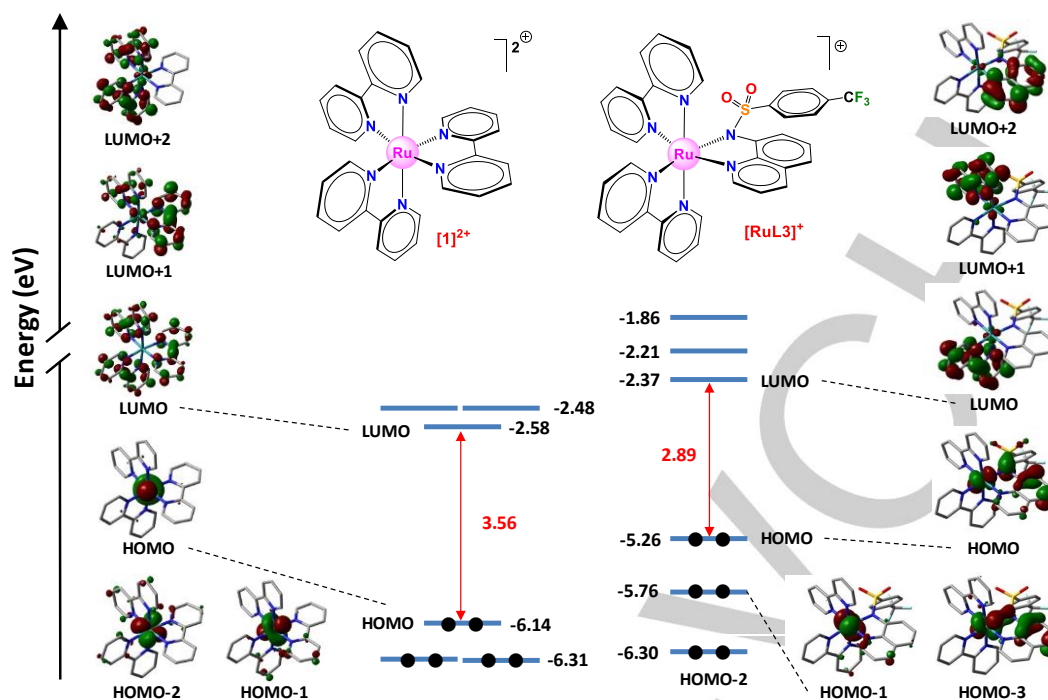 Energy (eV)
LUMO+2
LUMO+1
LUMO
HOMO
HOMO-2
HOMO-1
2⊕
N
N
N
N
N
N
Ru
[1]²⁺
⊕
O
O
S
CF₃
N
N
N
N
N
N
Ru
[RuL3]⁺
-2.48
LUMO
-2.58
3.56
HOMO
-6.14
-6.31
-1.86
-2.21
-2.37
LUMO
2.89
-5.26
HOMO
-5.76
-6.30
HOMO-2
LUMO+2
LUMO+1
LUMO
HOMO
HOMO-1
HOMO-3